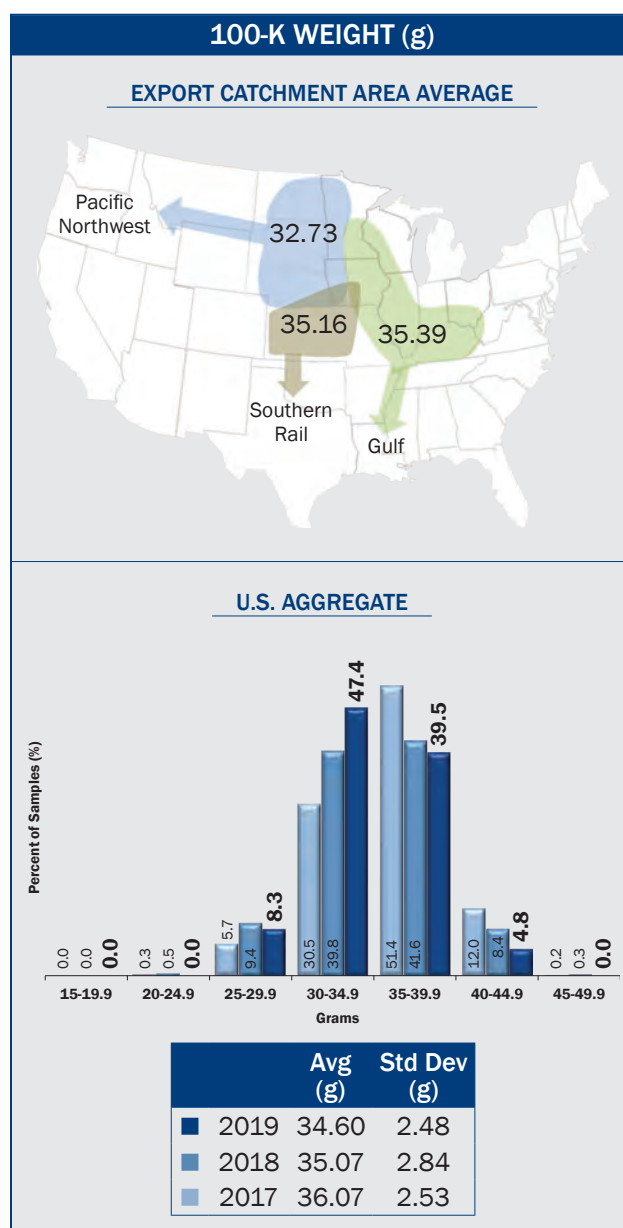 100-K WEIGHT (g)
EXPORT CATCHMENT AREA AVERAGE
Pacific
Northwest
32.73
35.16
35.39
Southern
Rail
Gulf
U.S. AGGREGATE
Percent of Samples (%)
0.0 0.0 0.0
0.3 0.5 0.0
5.7 9.4 8.3
30.5 39.8 47.4
51.4 41.6 39.5
12.0 8.4 4.8
0.2 0.3 0.0
15-19.9 20-24.9 25-29.9 30-34.9 35-39.9 40-44.9 45-49.9
Grams
Avg Std Dev
(g) (g)
2019 34.60 2.48
2018 35.07 2.84
2017 36.07 2.53